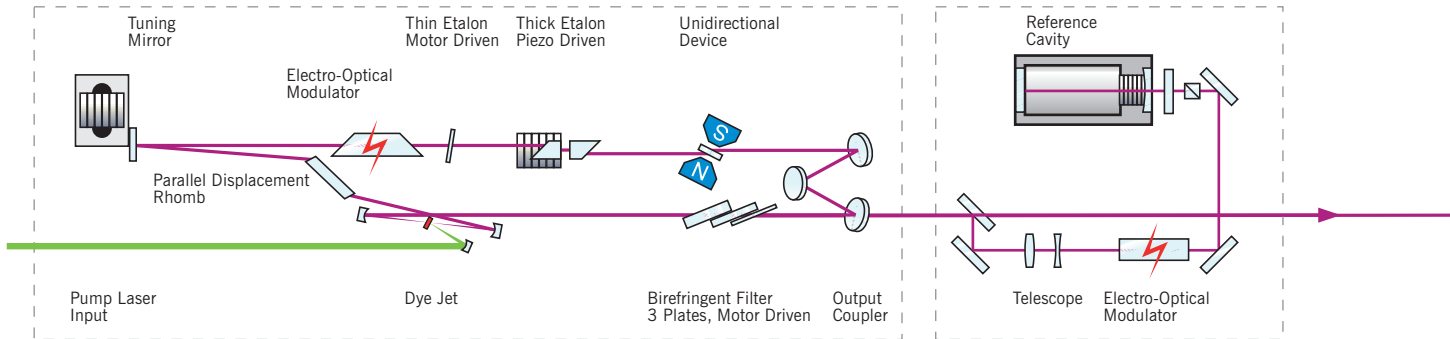 Tuning
Mirror
Thin Etalon
Motor Driven
Thick Etalon
Piezo Driven
Unidirectional
Device
Reference
Cavity
Electro-Optical
Modulator
S
N
Parallel Displacement
Rhomb
Pump Laser
Input
Dye Jet
Birefringent Filter
3 Plates, Motor Driven
Output
Coupler
Telescope
Electro-Optical
Modulator